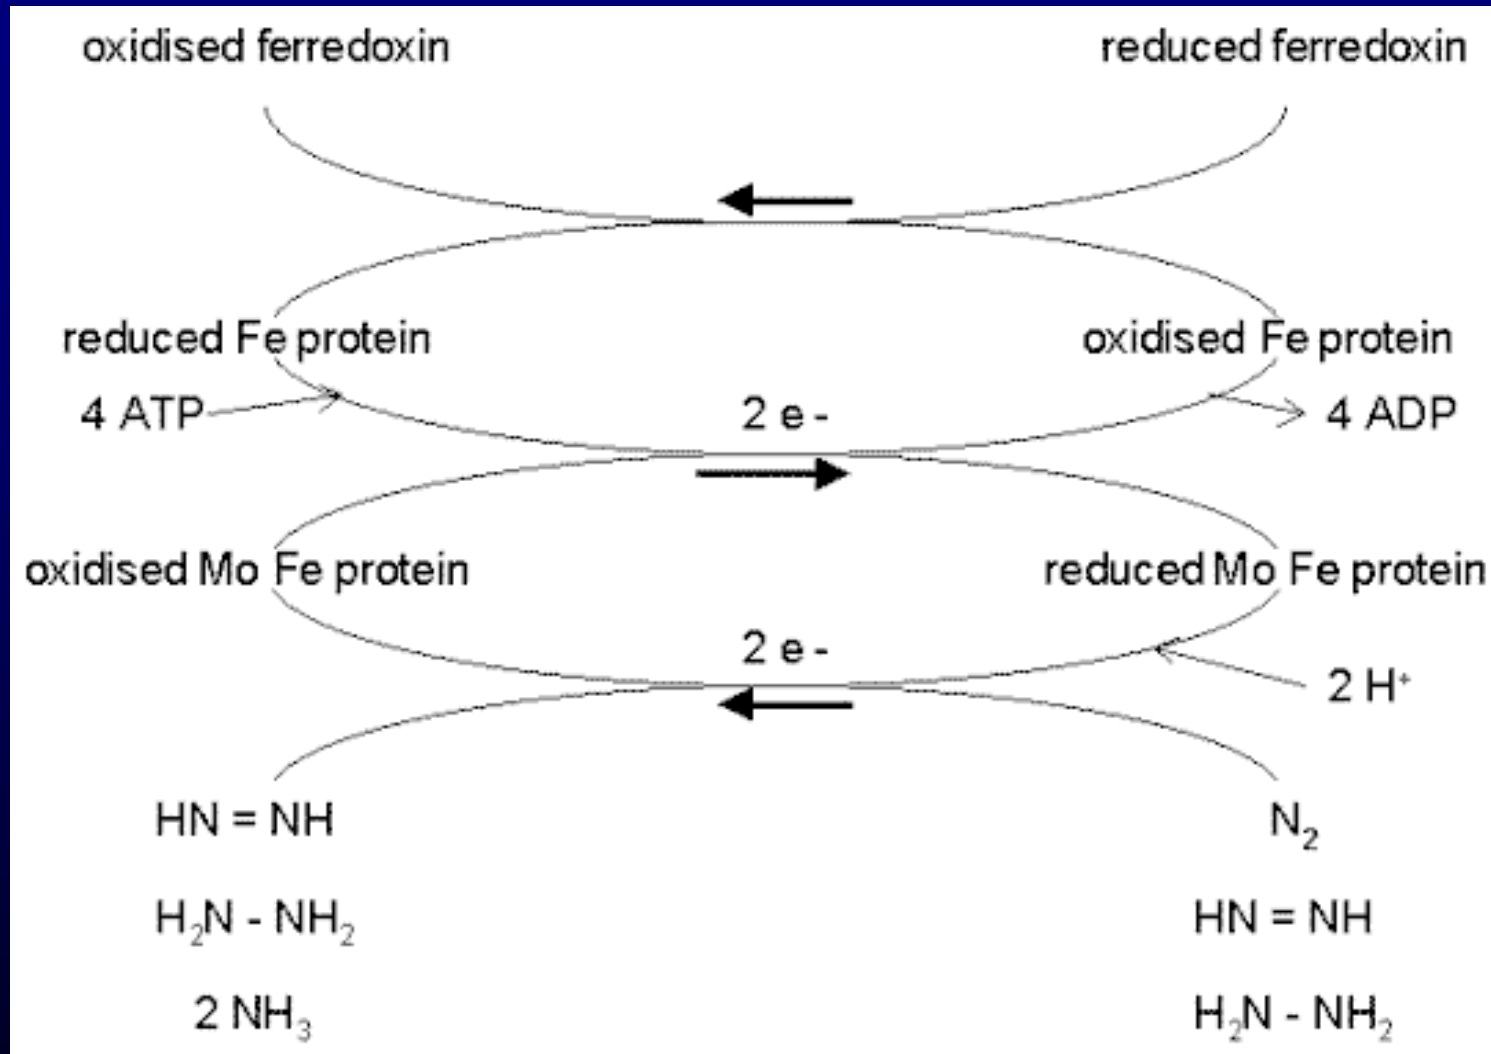 oxidised ferredoxin reduced ferredoxin
reduced Fe protein oxidised Fe protein
4 ATP 2 e - 4 ADP
oxidised Mo Fe protein reduced Mo Fe protein
2 e -
2 H⁺
HN = NH N₂
H₂N - NH₂ HN = NH
2 NH₃ H₂N - NH₂